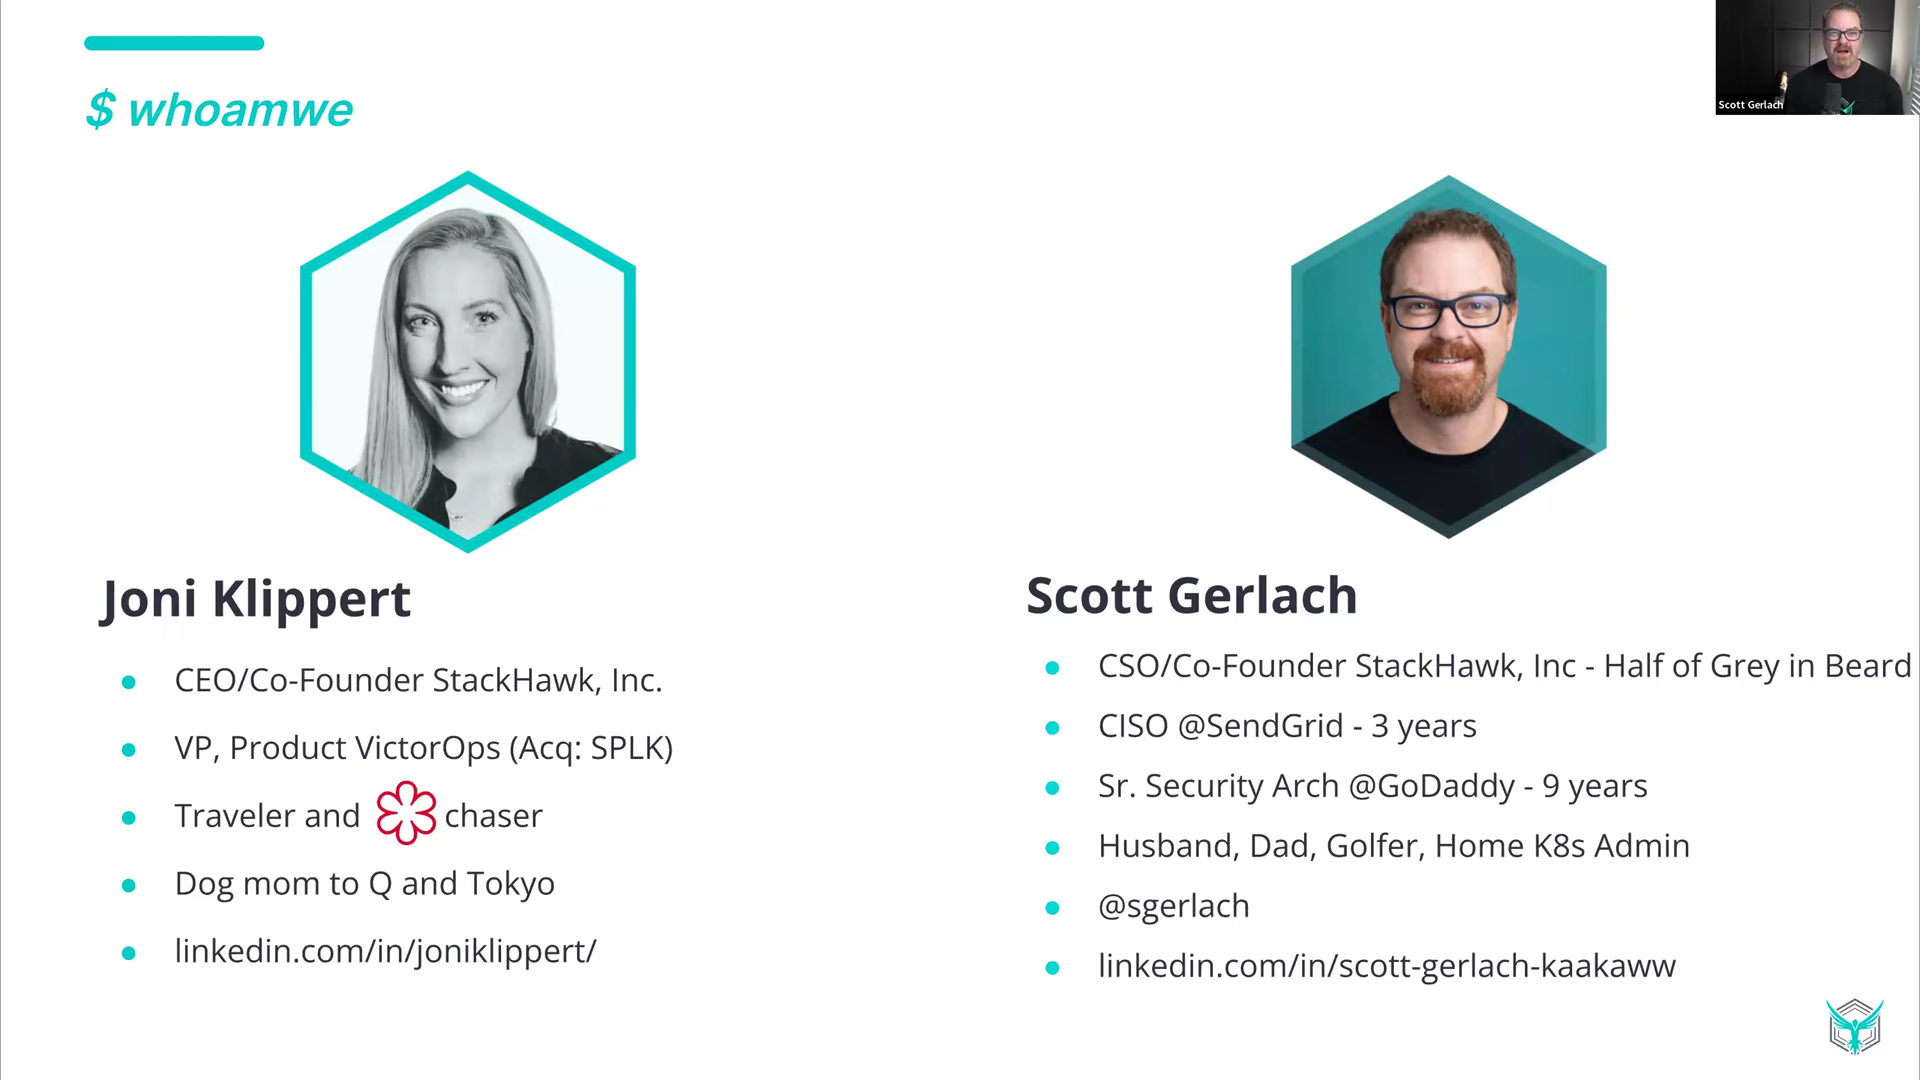 $ whoamwe
Scott Gerlach
Joni Klippert
CEO/Co-Founder StackHawk, Inc.
VP, Product VictorOps (Acq: SPLK)
Traveler and chaser
Dog mom to Q and Tokyo
linkedin.com/in/joniklippert/
Scott Gerlach
CSO/Co-Founder StackHawk, Inc - Half of Grey in Beard
CISO @SendGrid - 3 years
Sr. Security Arch @GoDaddy - 9 years
Husband, Dad, Golfer, Home K8s Admin
@sgerlach
linkedin.com/in/scott-gerlach-kaakaww